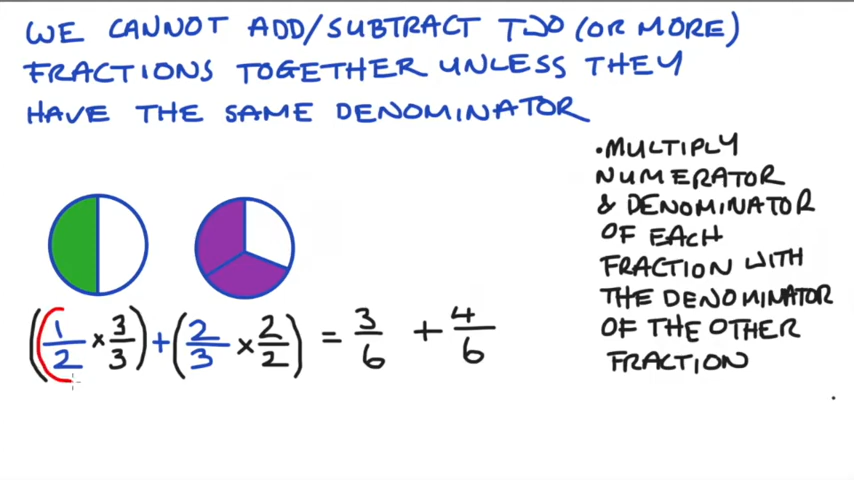 WE CANNOT ADD/SUBTRACT TWO (OR MORE)
FRACTIONS TOGETHER UNLESS THEY
HAVE THE SAME DENOMINATOR
•MULTIPLY
NUMERATOR
& DENOMINATOR
OF EACH
FRACTION WITH
THE DENOMINATOR
OF THE OTHER
FRACTION
(1/2 × 3/3) + (2/3 × 2/2) = 3/6 + 4/6